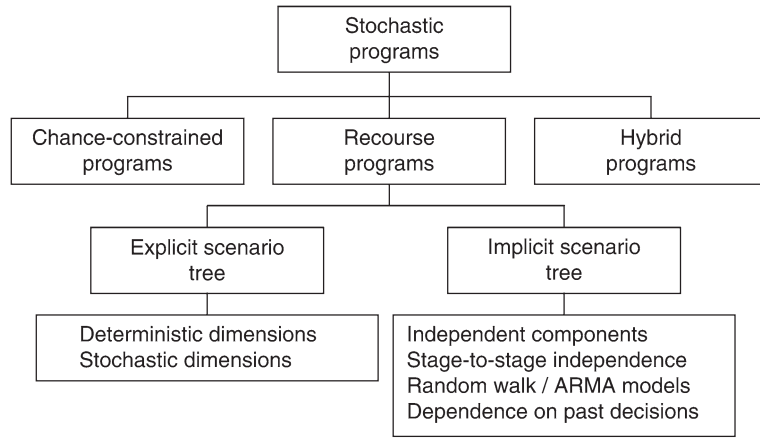 Stochastic
programs
Chance-constrained
programs
Recourse
programs
Hybrid
programs
Explicit scenario
tree
Implicit scenario
tree
Deterministic dimensions
Stochastic dimensions
Independent components
Stage-to-stage independence
Random walk / ARMA models
Dependence on past decisions